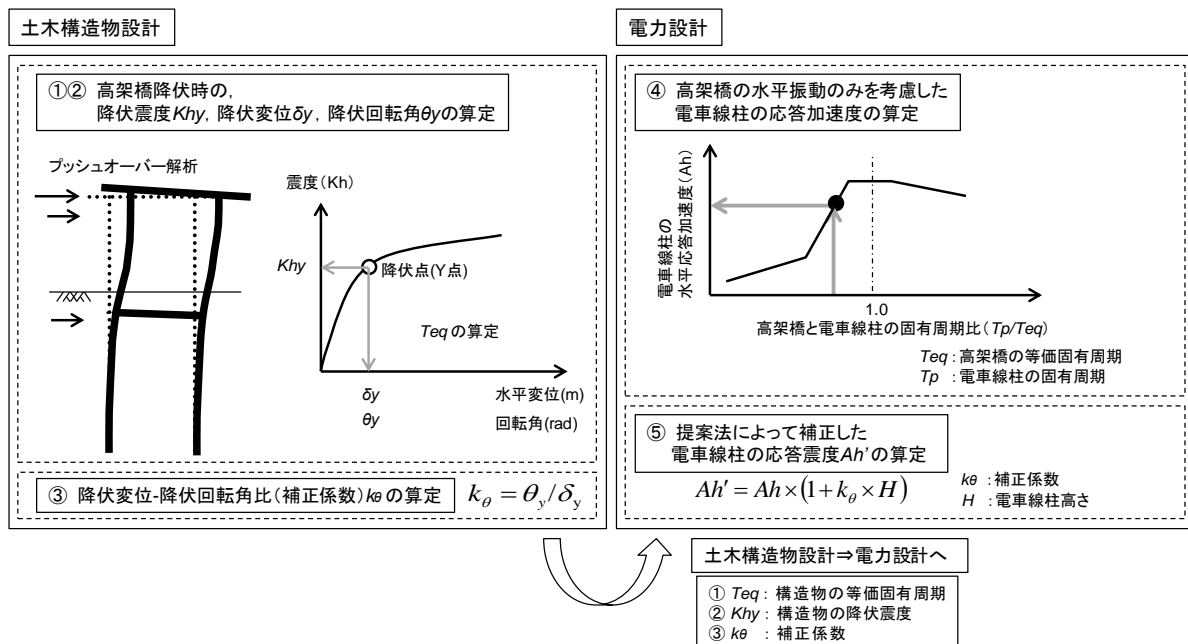 土木構造物設計
①② 高架橋降伏時の,
降伏震度Khy, 降伏変位δy, 降伏回転角θyの算定
プッシュオーバー解析
震度(Kh)
Khy
降伏点(Y点)
Teq の算定
δy
θy
水平変位(m)
回転角(rad)
③ 降伏変位-降伏回転角比(補正係数)kθ の算定
k_θ = θ_y/δ_y
電力設計
④ 高架橋の水平振動のみを考慮した
電車線柱の応答加速度の算定
電車線柱の
水平応答加速度(Ah)
1.0
高架橋と電車線柱の固有周期比(Tp/Teq)
Teq : 高架橋の等価固有周期
Tp : 電車線柱の固有周期
⑤ 提案法によって補正した
電車線柱の応答震度Ah'の算定
Ah′ = Ah×(1+k_θ×H)
kθ : 補正係数
H : 電車線柱高さ
土木構造物設計⇒電力設計へ
① Teq : 構造物の等価固有周期
② Khy : 構造物の降伏震度
③ kθ : 補正係数